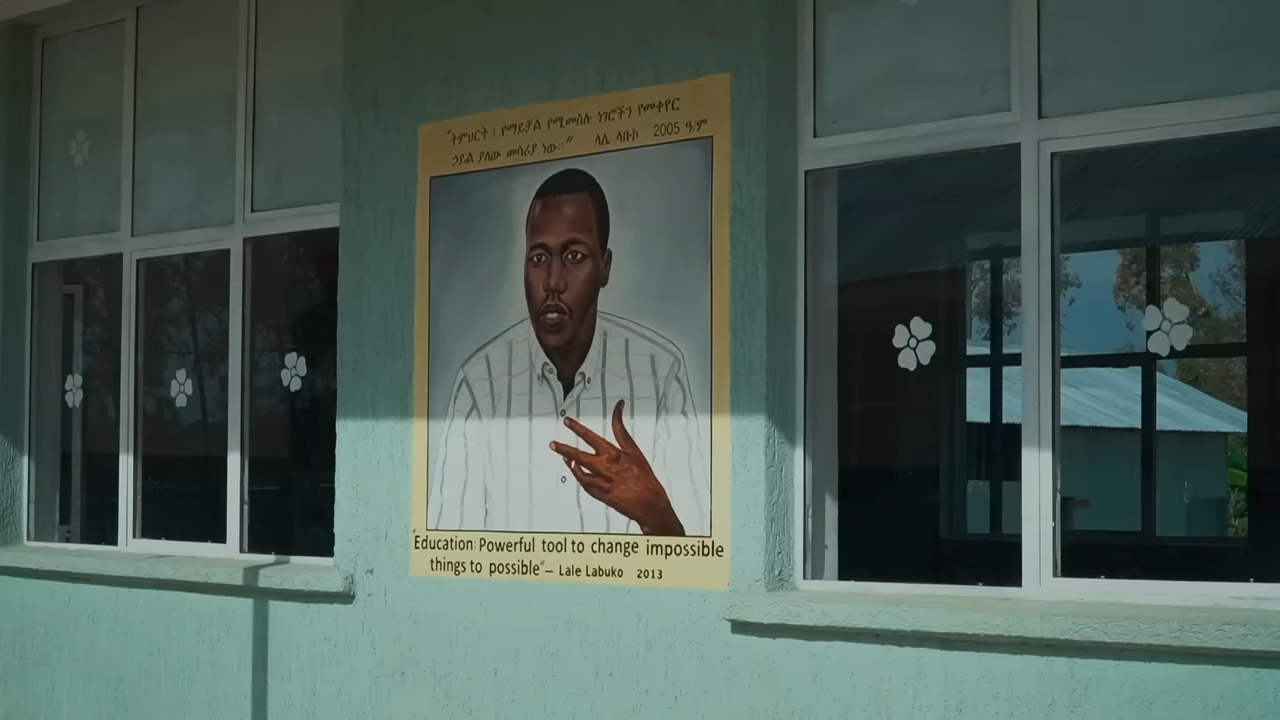 "ትምህርት ፡ የማይቻል የሚመስሉ ነገሮችን የመቀየር
ኃይል ያለው መሳሪያ ነው።" ላሌ ላቡኮ 2005 ዓ/ም
"Education: Powerful tool to change impossible
things to possible"– Lale Labuko 2013